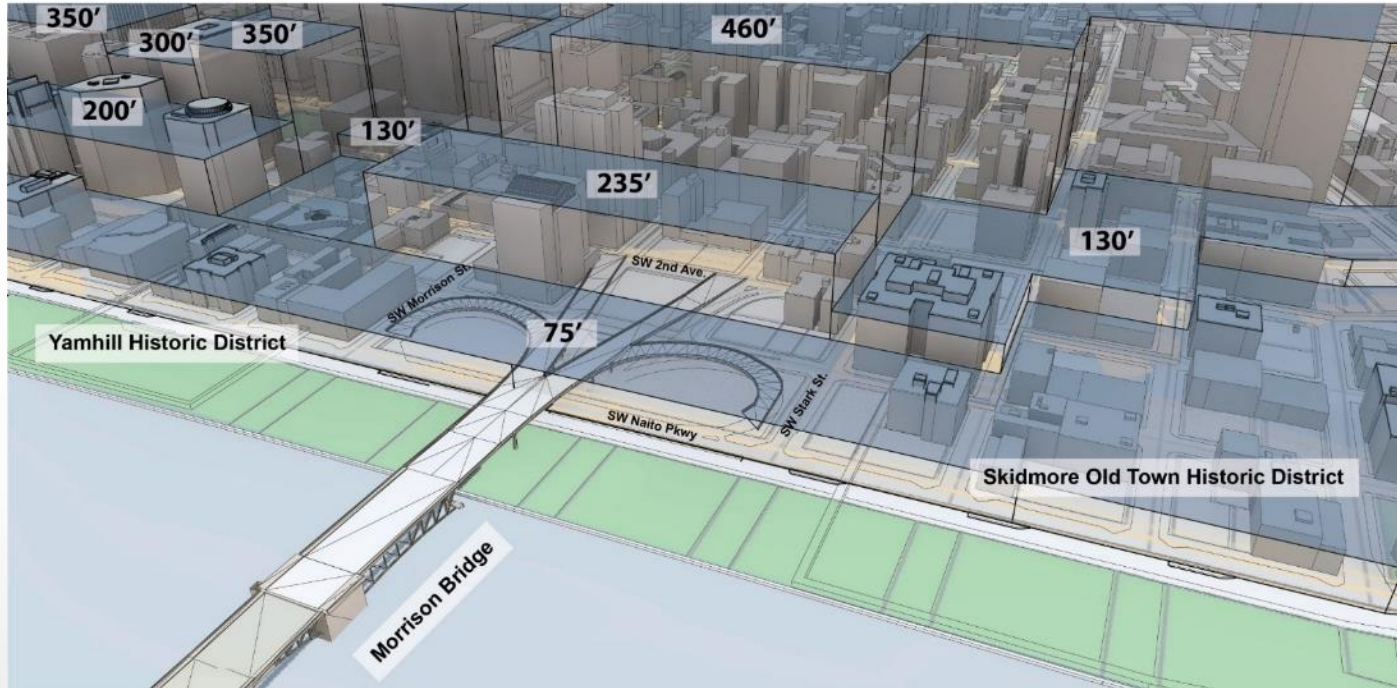 350’
300’
350’
460’
200’
130’
235’
130’
SW 2nd Ave.
SW Morrison St.
75’
Yamhill Historic District
SW Stark St.
SW Naito Pkwy
Skidmore Old Town Historic District
Morrison Bridge